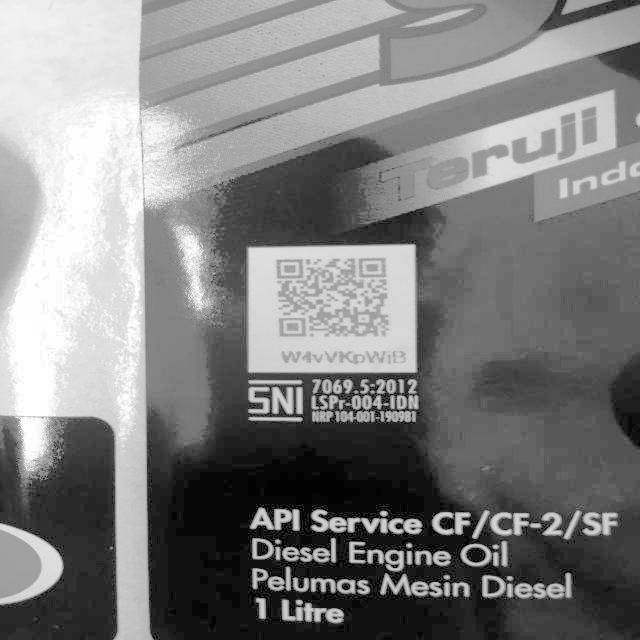 Teruji
W4vVKpWiB
SNI
7069.5:2012
LSPr-004-IDN
NRP 104-001-190981
API Service CF/CF-2/SF
Diesel Engine Oil
Pelumas Mesin Diesel
1 Litre